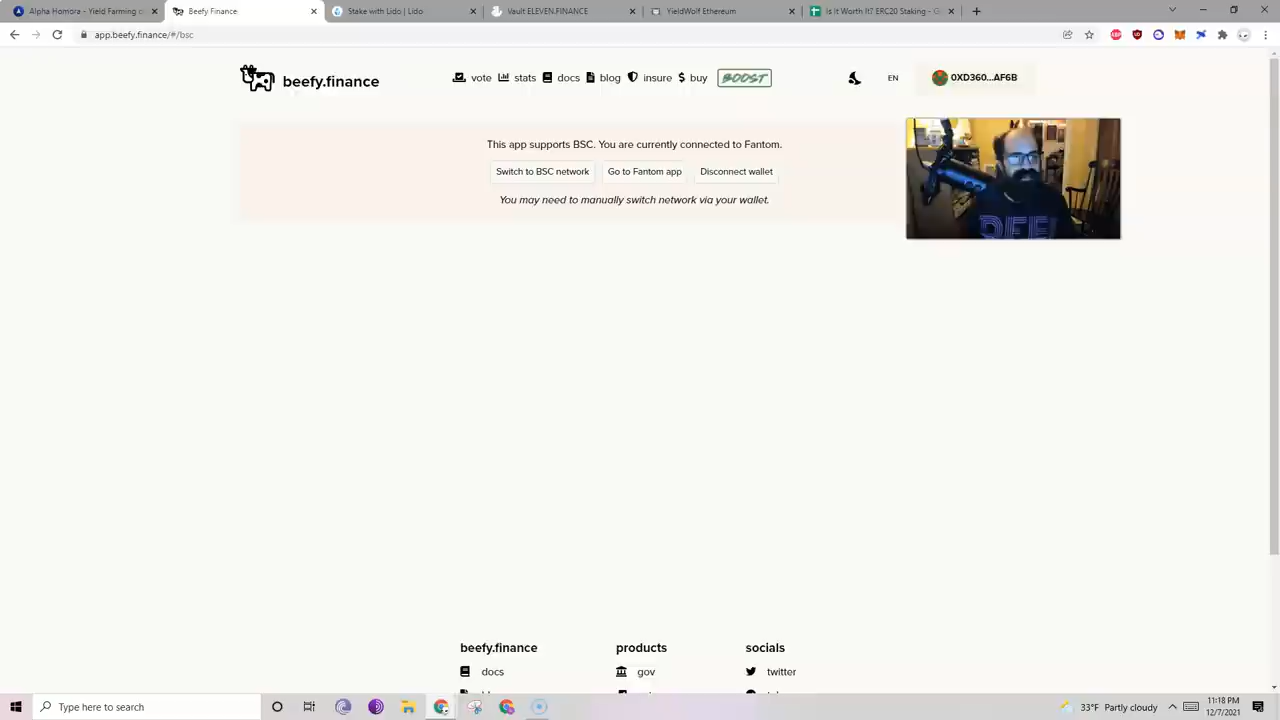 Alpha Homora – Yield Farming c
Beefy Finance
Stake with Lido | Lido
Vault ELEVEN.FINANCE
YieldWolf Ethereum
Is it Worth It? ERC20 Staking - G
app.beefy.finance/#/bsc
beefy.finance
vote stats docs blog insure buy BOOST
EN
0XD360...AF6B
This app supports BSC. You are currently connected to Fantom.
Switch to BSC network Go to Fantom app Disconnect wallet
You may need to manually switch network via your wallet.
beefy.finance products socials
docs gov twitter
Type here to search
33°F Partly cloudy
11:18 PM
12/7/2021